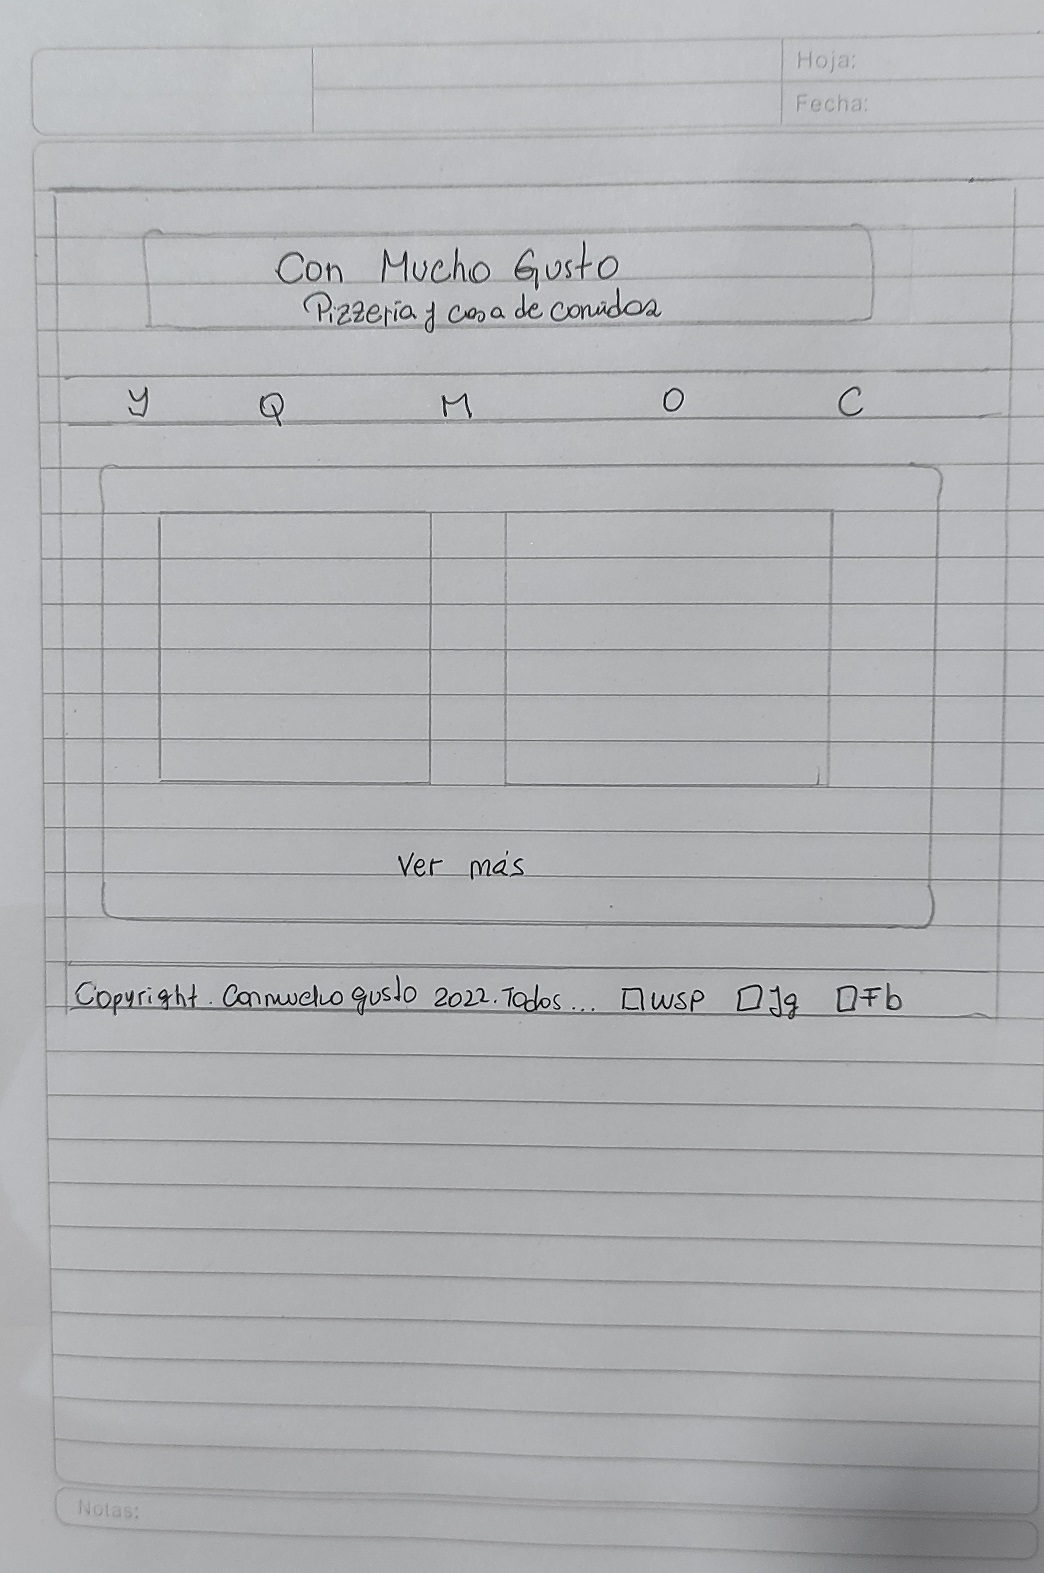 Hoja:
Fecha:
Con Mucho Gusto
Pizzería y casa de comidas
Y Q M O C
Ver más
Copyright. Conmucho gusto 2022. Todos... WSP Ig Fb
Notas: